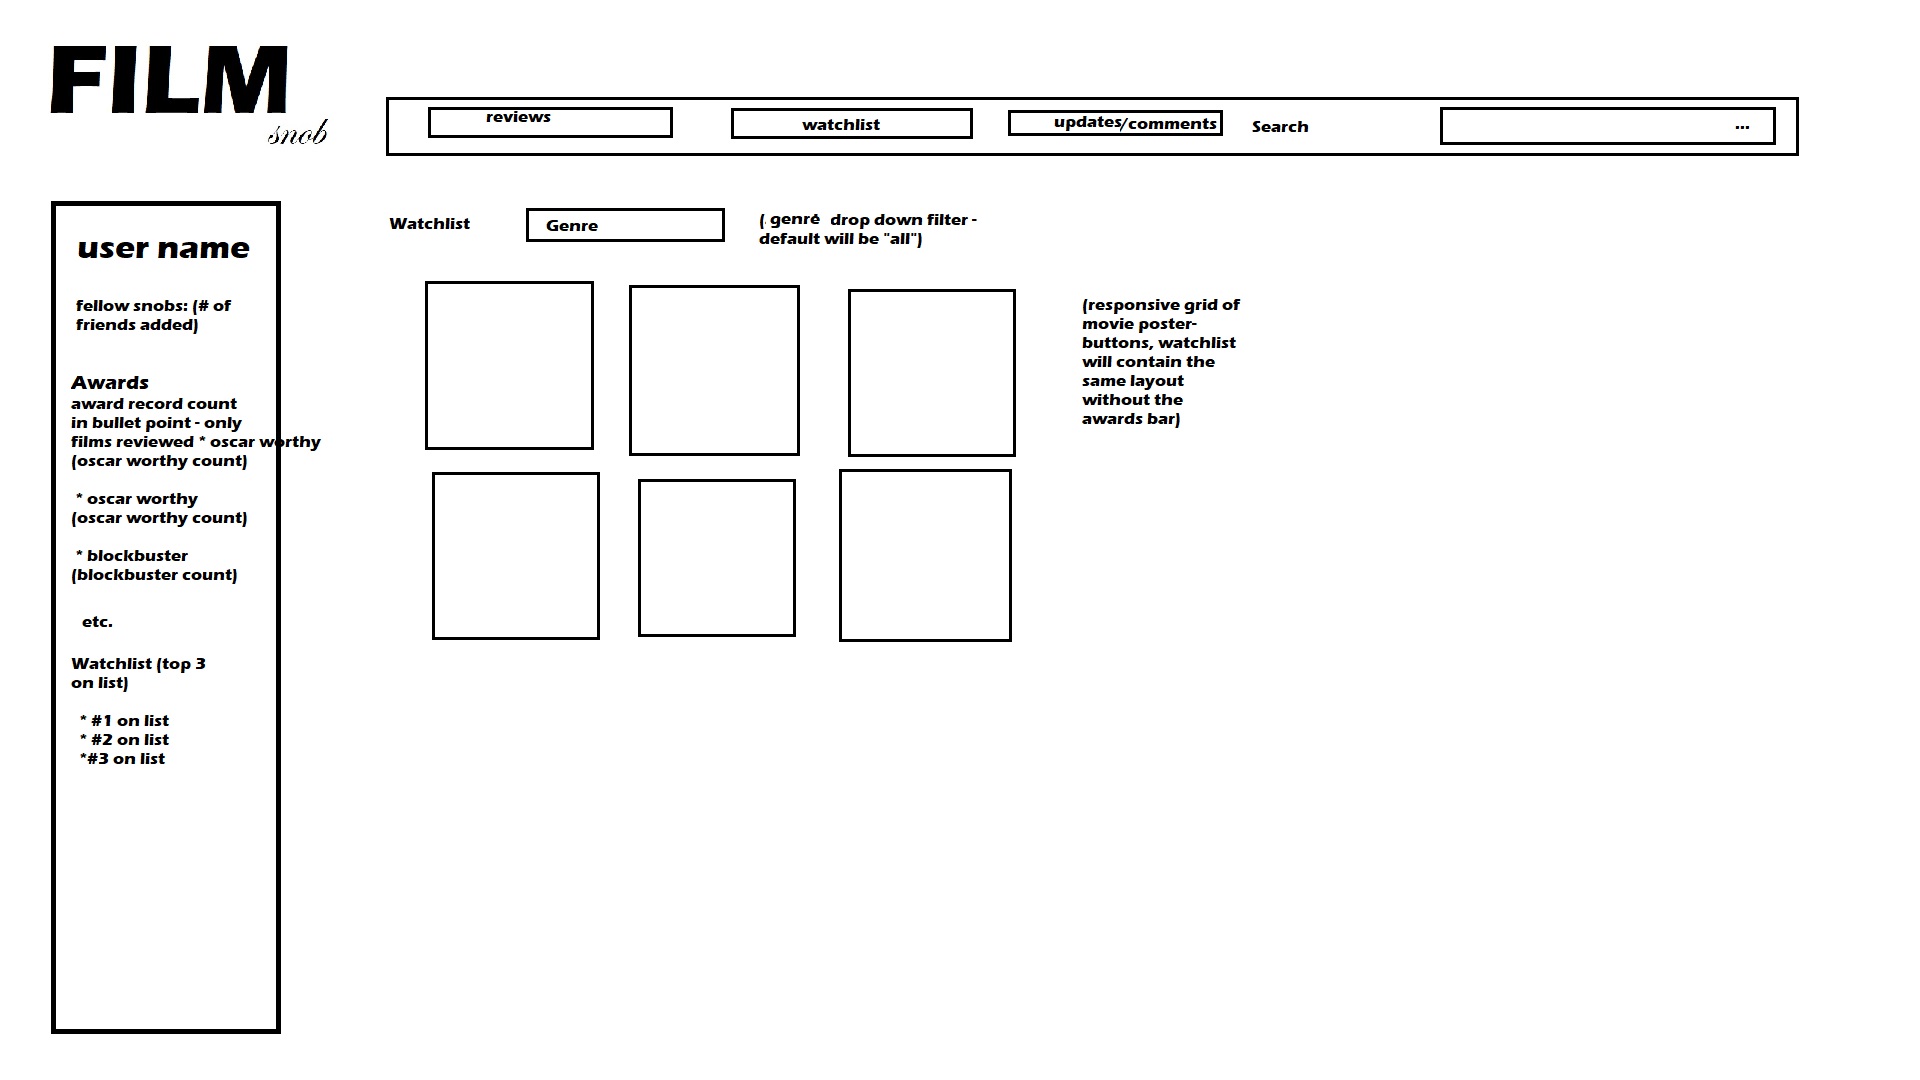 FILM
snob
reviews
watchlist
updates/comments
Search
...
user name
fellow snobs: (# of
friends added)
Awards
award record count
in bullet point - only
films reviewed * oscar worthy
(oscar worthy count)
* oscar worthy
(oscar worthy count)
* blockbuster
(blockbuster count)
etc.
Watchlist (top 3
on list)
* #1 on list
* #2 on list
*#3 on list
Watchlist
Genre
( genre drop down filter -
default will be "all")
(responsive grid of
movie poster-
buttons, watchlist
will contain the
same layout
without the
awards bar)